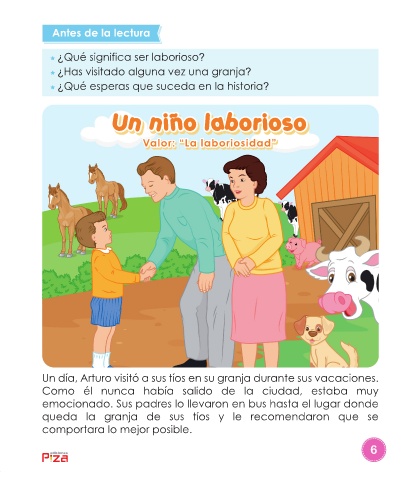 Antes de la lectura
¿Qué significa ser laborioso?
¿Has visitado alguna vez una granja?
¿Qué esperas que suceda en la historia?
Un niño laborioso
Valor: "La laboriosidad"
Un día, Arturo visitó a sus tíos en su granja durante sus vacaciones.
Como él nunca había salido de la ciudad, estaba muy
emocionado. Sus padres lo llevaron en bus hasta el lugar donde
queda la granja de sus tíos y le recomendaron que se
comportara lo mejor posible.
Piza
6